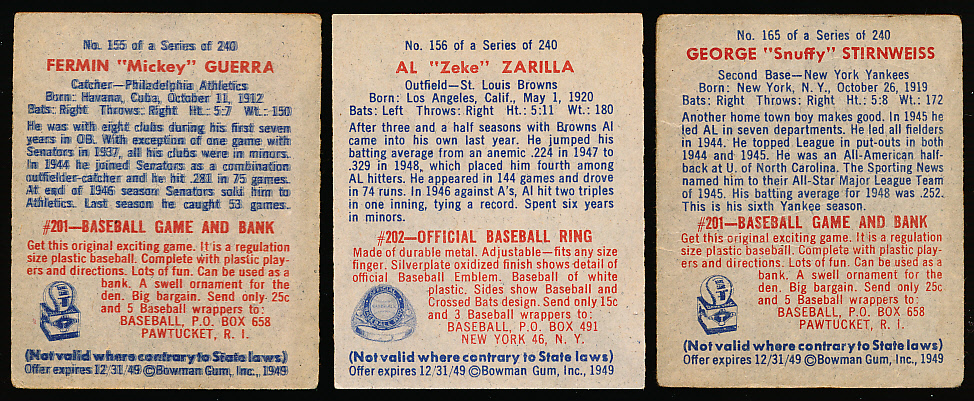 No. 155 of a Series of 240
FERMIN "Mickey" GUERRA
Catcher—Philadelphia Athletics
Born: Havana, Cuba, October 11, 1912
Bats: Right Throws: Right Ht.: 5:7 Wt.: 150
He was with eight clubs during his first seven
years in OB. With exception of one game with
Senators in 1937, all his clubs were in minors.
In 1944 he joined Senators as a combination
outfielder-catcher and he hit .281 in 75 games.
At end of 1946 season Senators sold him to
Athletics. Last season he caught 53 games.
#201—BASEBALL GAME AND BANK
Get this original exciting game. It is a regulation
size plastic baseball. Complete with plastic play-
ers and directions. Lots of fun. Can be used as a
bank. A swell ornament for the
den. Big bargain. Send only 25c
and 5 Baseball wrappers to:
BASEBALL, P.O. BOX 658
PAWTUCKET, R. I.
(Not valid where contrary to State laws)
Offer expires 12/31/49 ©Bowman Gum, Inc., 1949
No. 156 of a Series of 240
AL "Zeke" ZARILLA
Outfield—St. Louis Browns
Born: Los Angeles, Calif., May 1, 1920
Bats: Left Throws: Right Ht.: 5:11 Wt.: 180
After three and a half seasons with Browns Al
came into his own last year. He jumped his
batting average from an anemic .224 in 1947 to
.329 in 1948, which placed him fourth among
AL hitters. He appeared in 144 games and drove
in 74 runs. In 1946 against A's, Al hit two triples
in one inning, tying a record. Spent six years
in minors.
#202—OFFICIAL BASEBALL RING
Made of durable metal. Adjustable—fits any size
finger. Silverplate oxidized finish shows detail of
official Baseball Emblem. Baseball of white
plastic. Sides show Baseball and
Crossed Bats design. Send only 15c
and 3 Baseball wrappers to:
BASEBALL, P.O. BOX 491
NEW YORK 46, N. Y.
(Not valid where contrary to State laws)
Offer expires 12/31/49 ©Bowman Gum, Inc., 1949
No. 165 of a Series of 240
GEORGE "Snuffy" STIRNWEISS
Second Base—New York Yankees
Born: New York, N. Y., October 26, 1919
Bats: Right Throws: Right Ht.: 5:8 Wt.: 172
Another home town boy makes good. In 1945 he
led AL in seven departments. He led all fielders
in 1944. He topped League in put-outs in both
1944 and 1945. He was an All-American half-
back at U. of North Carolina. The Sporting News
named him to their All-Star Major League Team
of 1945. His batting average for 1948 was .252.
This is his sixth Yankee season.
#201—BASEBALL GAME AND BANK
Get this original exciting game. It is a regulation
size plastic baseball. Complete with plastic play-
ers and directions. Lots of fun. Can be used as a
bank. A swell ornament for the
den. Big bargain. Send only 25c
and 5 Baseball wrappers to:
BASEBALL, P.O. BOX 658
PAWTUCKET, R. I.
(Not valid where contrary to State laws)
Offer expires 12/31/49 ©Bowman Gum, Inc., 1949